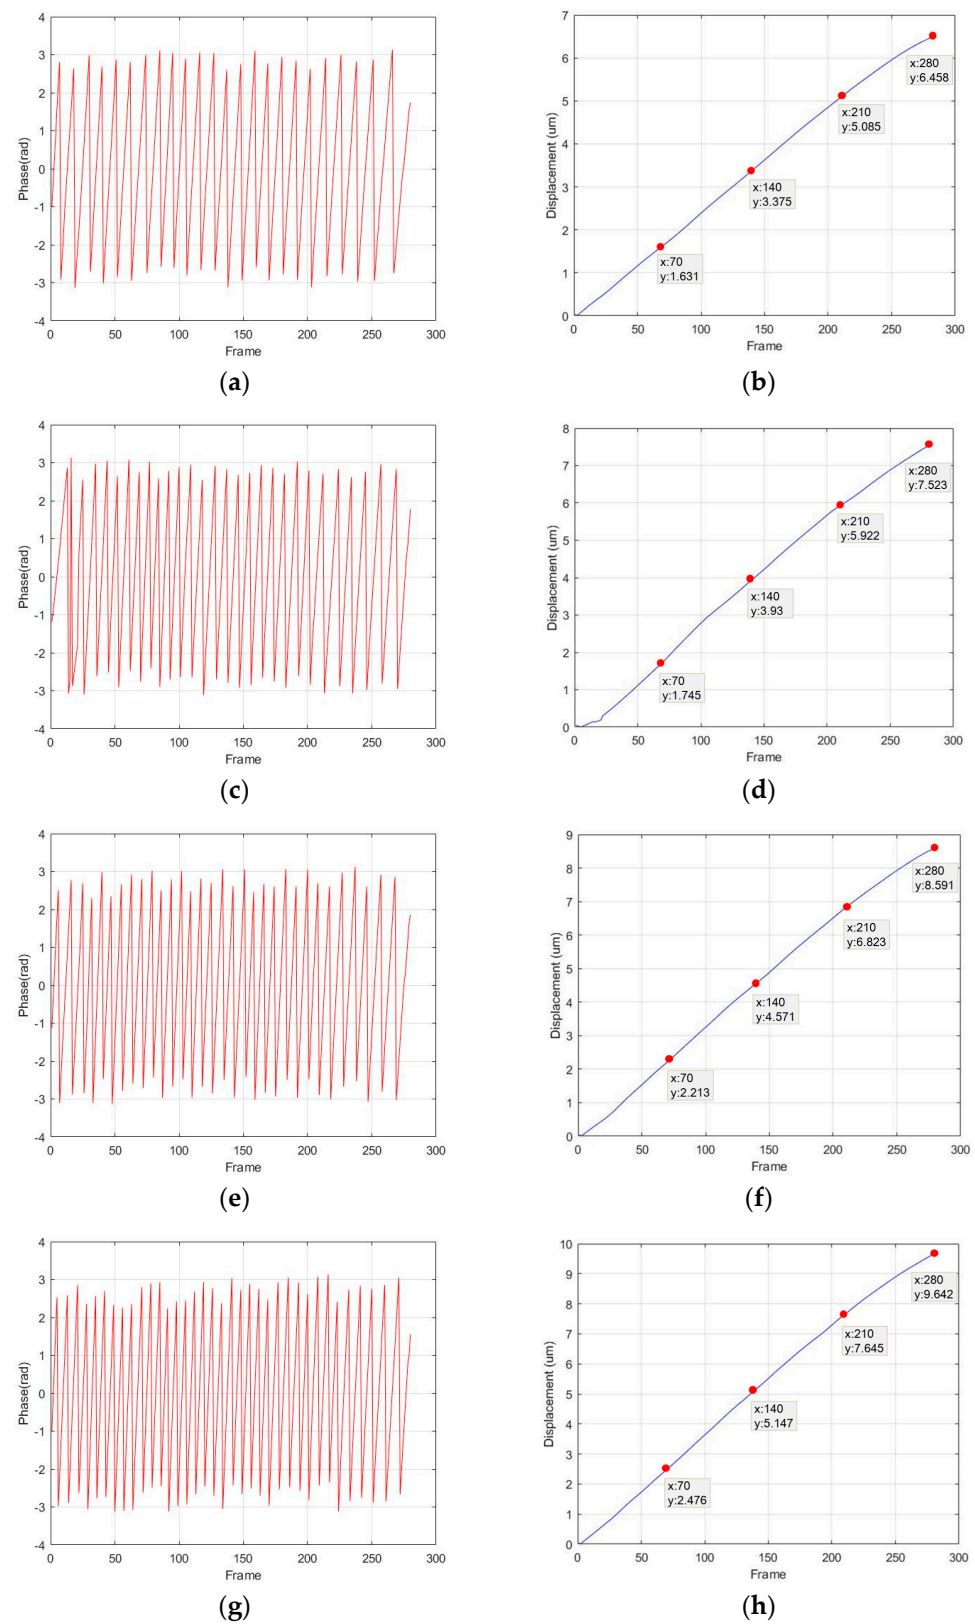 4
3
2
1
0
-1
-2
-3
-4
Phase(rad)
0 50 100 150 200 250 300
Frame
(a)
7
6
5
4
3
2
1
0
Displacement (um)
x:280
y:6.458
x:210
y:5.085
x:140
y:3.375
x:70
y:1.631
0 50 100 150 200 250 300
Frame
(b)
4
3
2
1
0
-1
-2
-3
-4
Phase(rad)
0 50 100 150 200 250 300
Frame
(c)
8
7
6
5
4
3
2
1
0
Displacement (um)
x:280
y:7.523
x:210
y:5.922
x:140
y:3.93
x:70
y:1.745
0 50 100 150 200 250 300
Frame
(d)
4
3
2
1
0
-1
-2
-3
-4
Phase(rad)
0 50 100 150 200 250 300
Frame
(e)
9
8
7
6
5
4
3
2
1
0
Displacement (um)
x:280
y:8.591
x:210
y:6.823
x:140
y:4.571
x:70
y:2.213
0 50 100 150 200 250 300
Frame
(f)
4
3
2
1
0
-1
-2
-3
-4
Phase(rad)
0 50 100 150 200 250 300
Frame
(g)
10
9
8
7
6
5
4
3
2
1
0
Displacement (um)
x:280
y:9.642
x:210
y:7.645
x:140
y:5.147
x:70
y:2.476
0 50 100 150 200 250 300
Frame
(h)